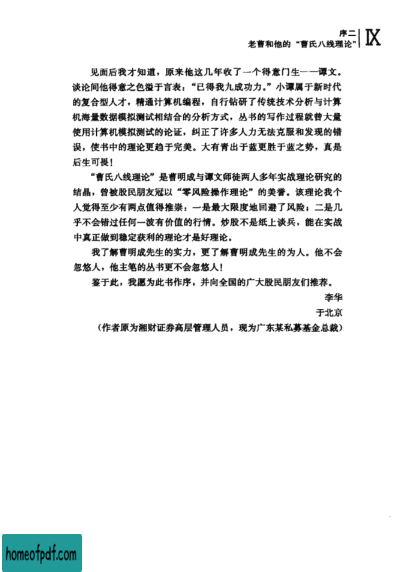 序二
老曹和他的“曹氏八线理论”
Ⅸ
见面后我才知道，原来他这几年收了一个得意门生——谭文。
谈论间他得意之色溢于言表：“已得我九成功力。”小谭属于新时代
的复合型人才，精通计算机编程，自行钻研了传统技术分析与计算
机海量数据模拟测试相结合的分析方式，丛书的写作过程就曾大量
使用计算机模拟测试的论证，纠正了许多人力无法克服和发现的错
误，使书中的理论更趋于完美。大有青出于蓝更胜于蓝之势，真是
后生可畏！
“曹氏八线理论”是曹明成与谭文师徒两人多年实战理论研究的
结晶，曾被股民朋友冠以“零风险操作理论”的美誉。该理论我个
人觉得至少有两点值得推崇：一是最大限度地回避了风险；二是几
乎不会错过任何一波有价值的行情。炒股不是纸上谈兵，能在实战
中真正做到稳定获利的理论才是好理论。
我了解曹明成先生的实力，更了解曹明成先生的为人。他不会
忽悠人，他主笔的丛书更不会忽悠人！
鉴于此，我愿为此书作序，并向全国的广大股民朋友们推荐。
李华
于北京
（作者原为湘财证券高层管理人员，现为广东某私募基金总裁）
homeofpdf.com